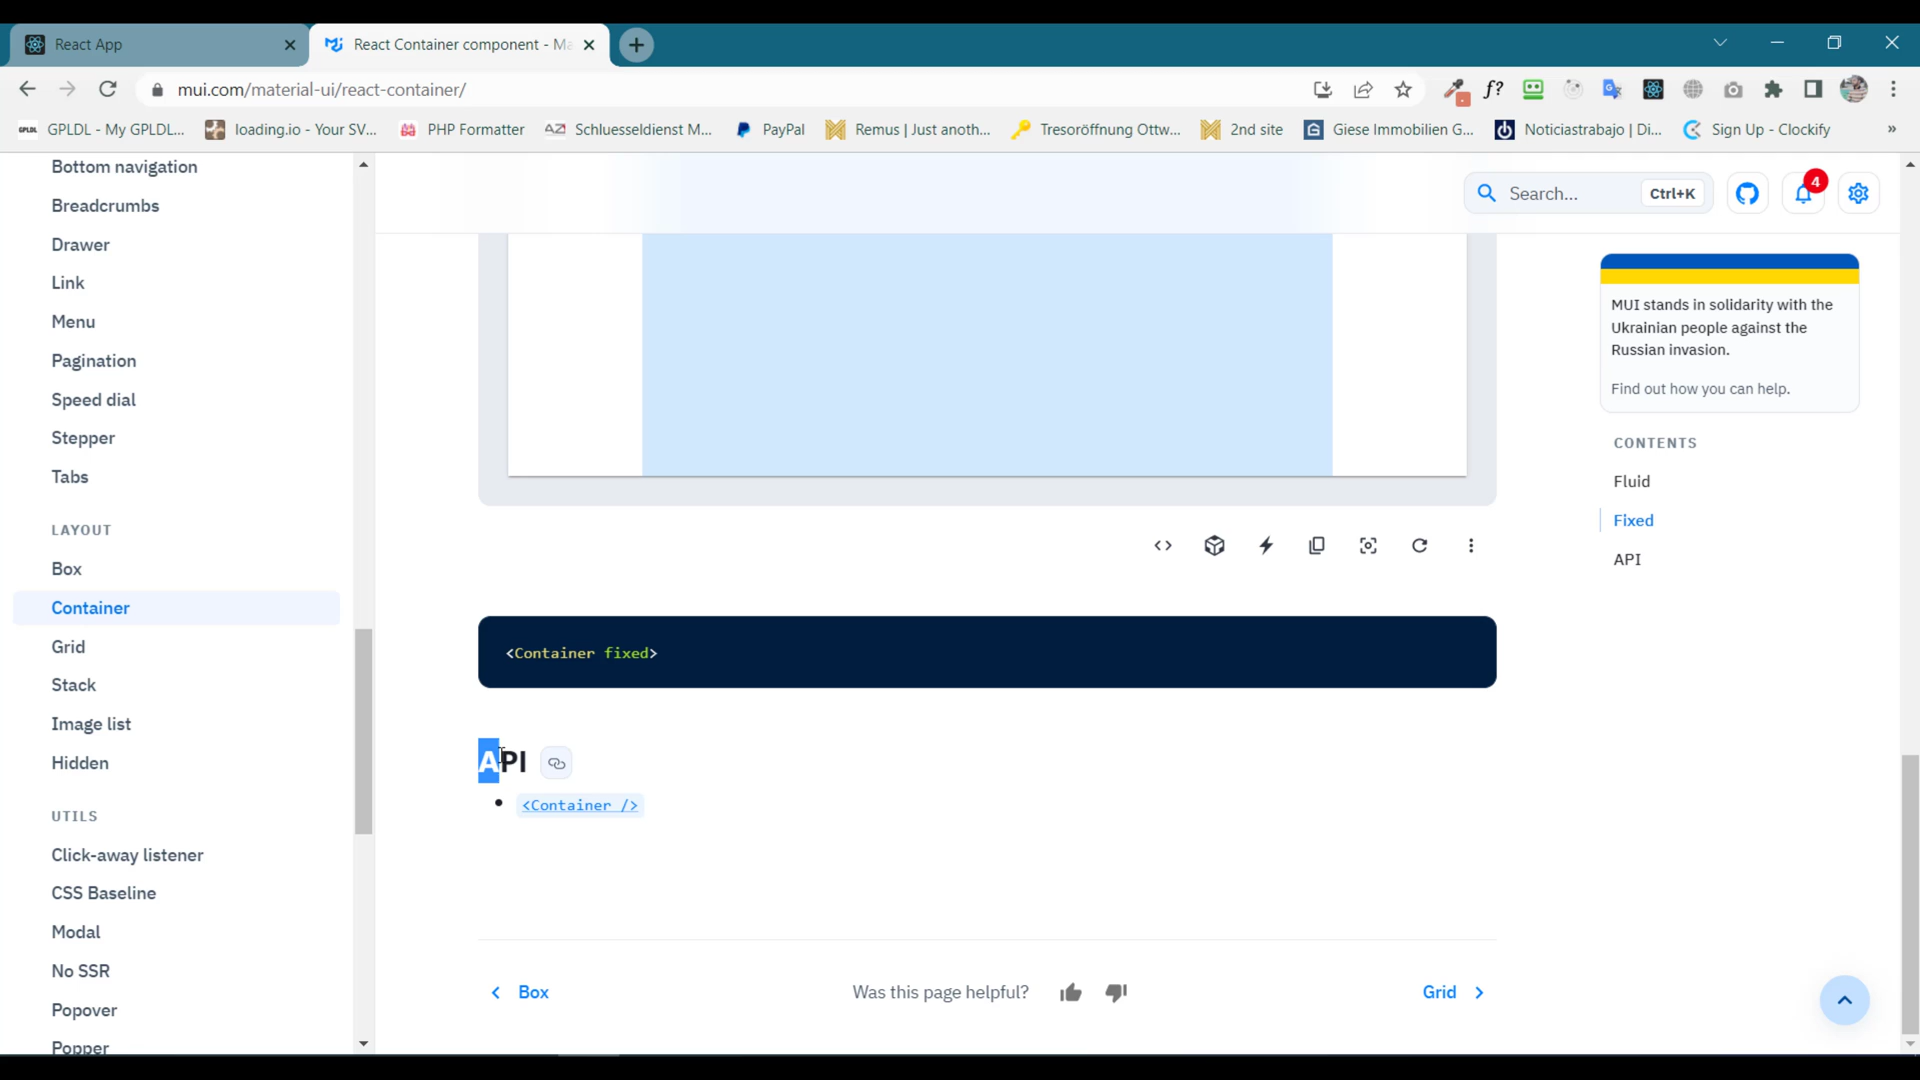 React App
React Container component - Ma
mui.com/material-ui/react-container/
f?
GPLDL GPLDL - My GPLDL...
loading.io - Your SV...
PHP Formatter
AZ Schluesseldienst M...
PayPal
Remus | Just anoth...
Tresoröffnung Ottw...
2nd site
Giese Immobilien G...
Noticiastrabajo | Di...
Sign Up - Clockify
»
Bottom navigation
Breadcrumbs
Drawer
Link
Menu
Pagination
Speed dial
Stepper
Tabs
LAYOUT
Box
Container
Grid
Stack
Image list
Hidden
UTILS
Click-away listener
CSS Baseline
Modal
No SSR
Popover
Popper
Search... Ctrl+K
4
<Container fixed>
API
<Container />
Box
Was this page helpful?
Grid
MUI stands in solidarity with the
Ukrainian people against the
Russian invasion.
Find out how you can help.
CONTENTS
Fluid
Fixed
API